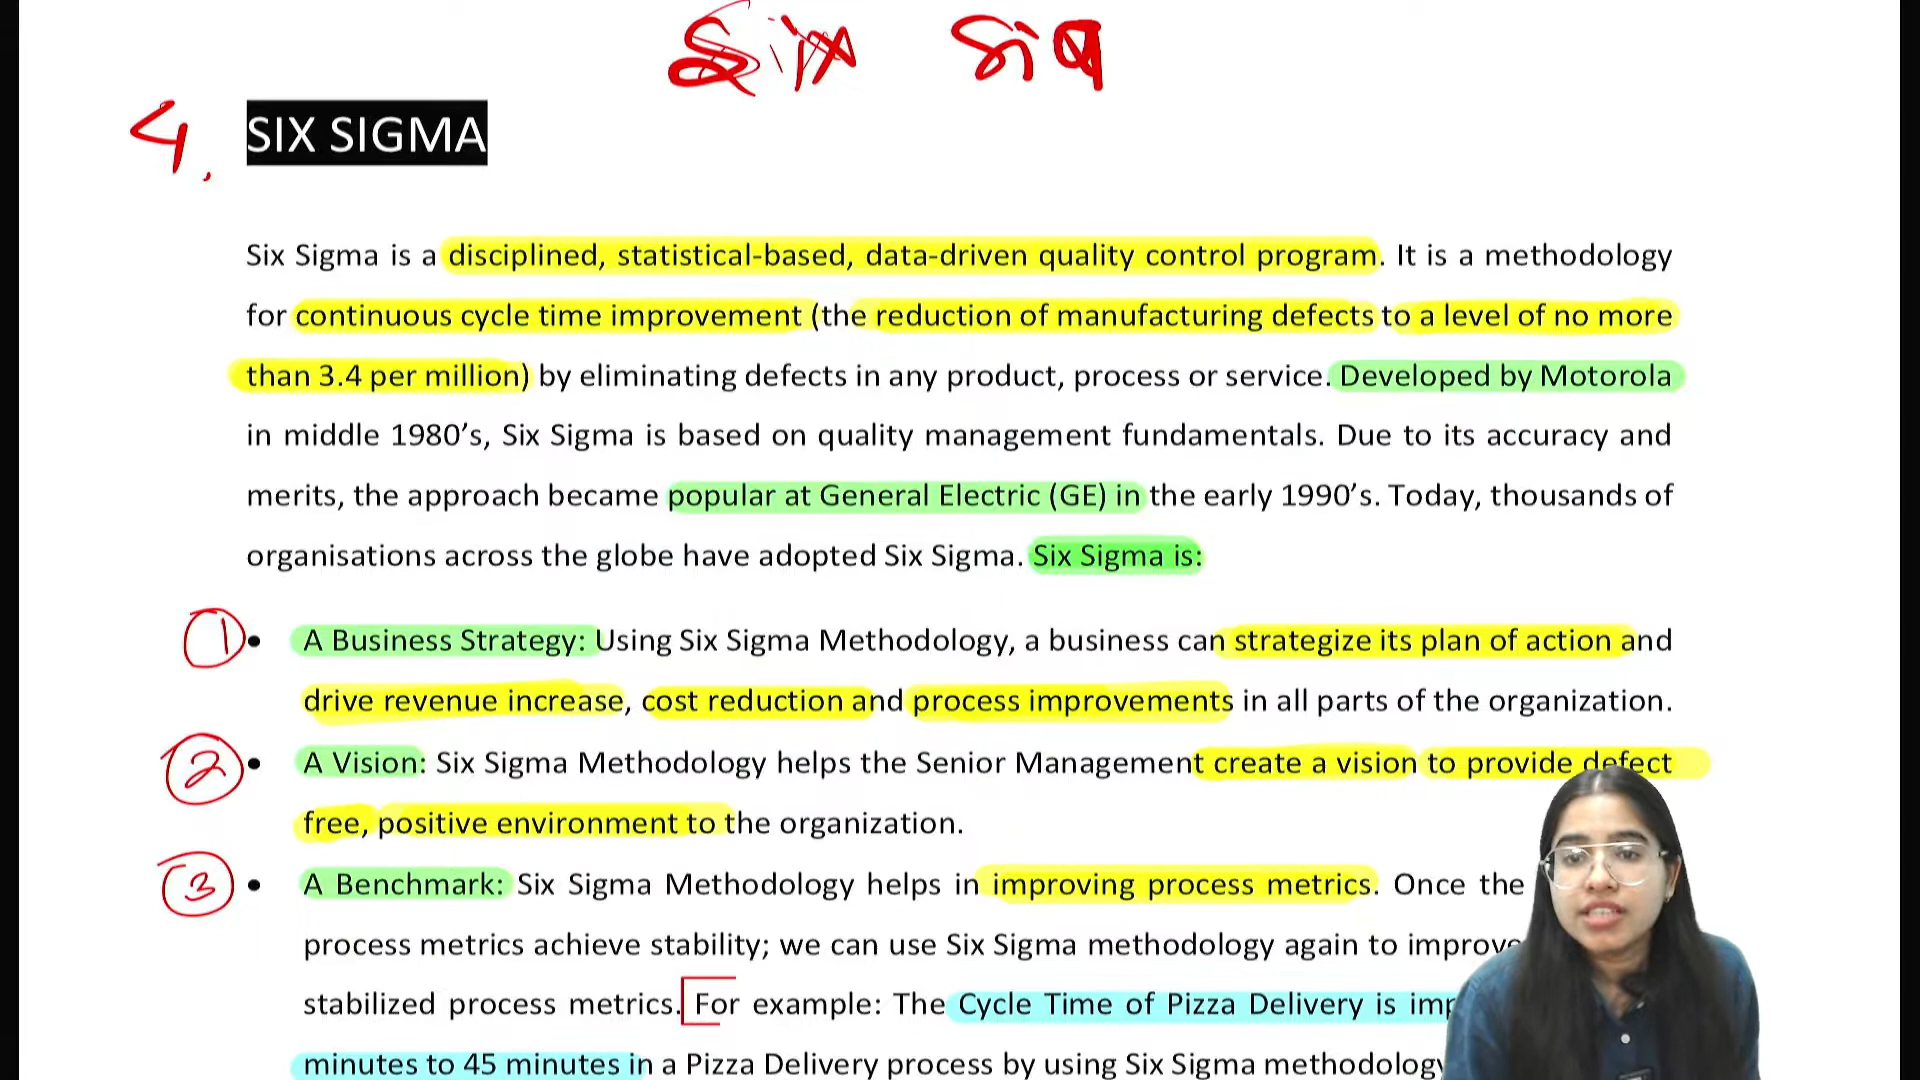 Six Sig
4. SIX SIGMA
Six Sigma is a disciplined, statistical-based, data-driven quality control program. It is a methodology
for continuous cycle time improvement (the reduction of manufacturing defects to a level of no more
than 3.4 per million) by eliminating defects in any product, process or service. Developed by Motorola
in middle 1980’s, Six Sigma is based on quality management fundamentals. Due to its accuracy and
merits, the approach became popular at General Electric (GE) in the early 1990’s. Today, thousands of
organisations across the globe have adopted Six Sigma. Six Sigma is:
1 • A Business Strategy: Using Six Sigma Methodology, a business can strategize its plan of action and
drive revenue increase, cost reduction and process improvements in all parts of the organization.
2 • A Vision: Six Sigma Methodology helps the Senior Management create a vision to provide defect
free, positive environment to the organization.
3 • A Benchmark: Six Sigma Methodology helps in improving process metrics. Once the
process metrics achieve stability; we can use Six Sigma methodology again to improve
stabilized process metrics. For example: The Cycle Time of Pizza Delivery is
minutes to 45 minutes in a Pizza Delivery process by using Six Sigma methodology